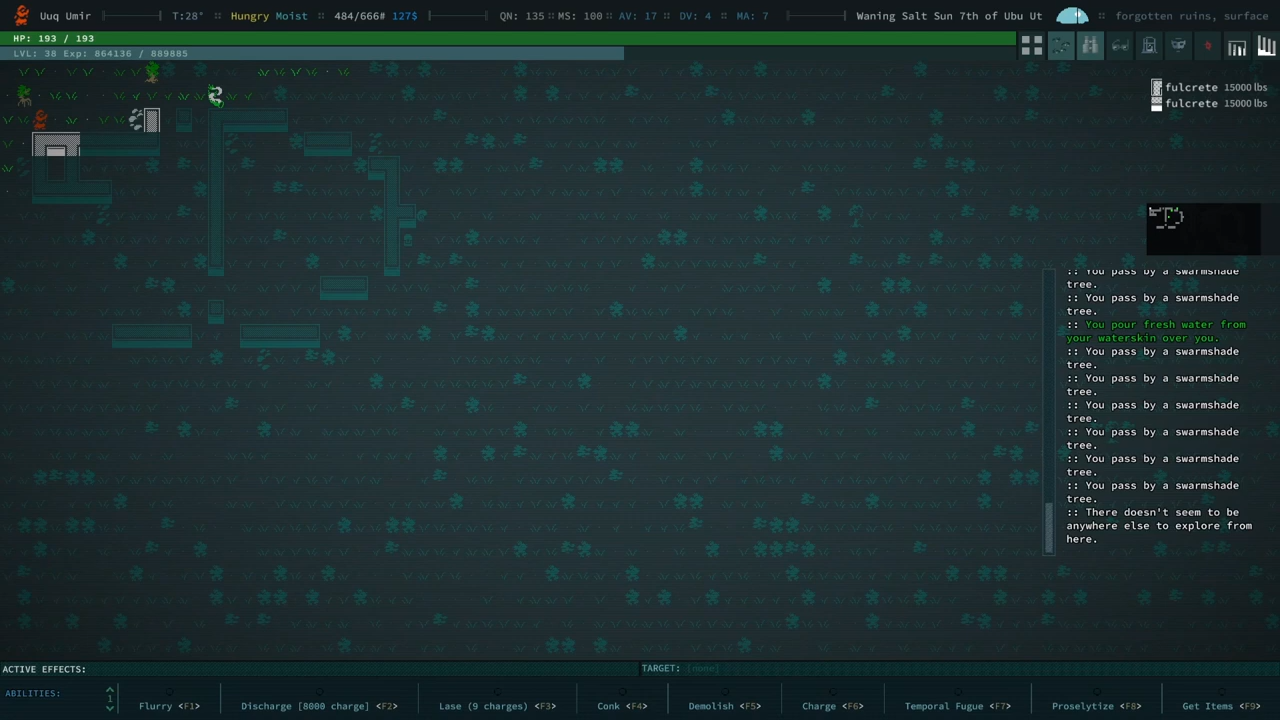 Uuq Umir T:28° Hungry Moist 484/666# 127$ QN: 135 :: MS: 100 :: AV: 17 :: DV: 4 :: MA: 7 Waning Salt Sun 7th of Ubu Ut :: forgotten ruins, surface
HP: 193 / 193
LVL: 38 Exp: 864136 / 889885
fulcrete 15000 lbs
fulcrete 15000 lbs
:: You pass by a swarmshade
tree.
:: You pass by a swarmshade
tree.
:: You pour fresh water from
your waterskin over you.
:: You pass by a swarmshade
tree.
:: You pass by a swarmshade
tree.
:: You pass by a swarmshade
tree.
:: You pass by a swarmshade
tree.
:: You pass by a swarmshade
tree.
:: You pass by a swarmshade
tree.
:: There doesn't seem to be
anywhere else to explore from
here.
ACTIVE EFFECTS: TARGET: [none]
ABILITIES: 1 Flurry <F1> Discharge [8000 charge] <F2> Lase (9 charges) <F3> Conk <F4> Demolish <F5> Charge <F6> Temporal Fugue <F7> Proselytize <F8> Get Items <F9>